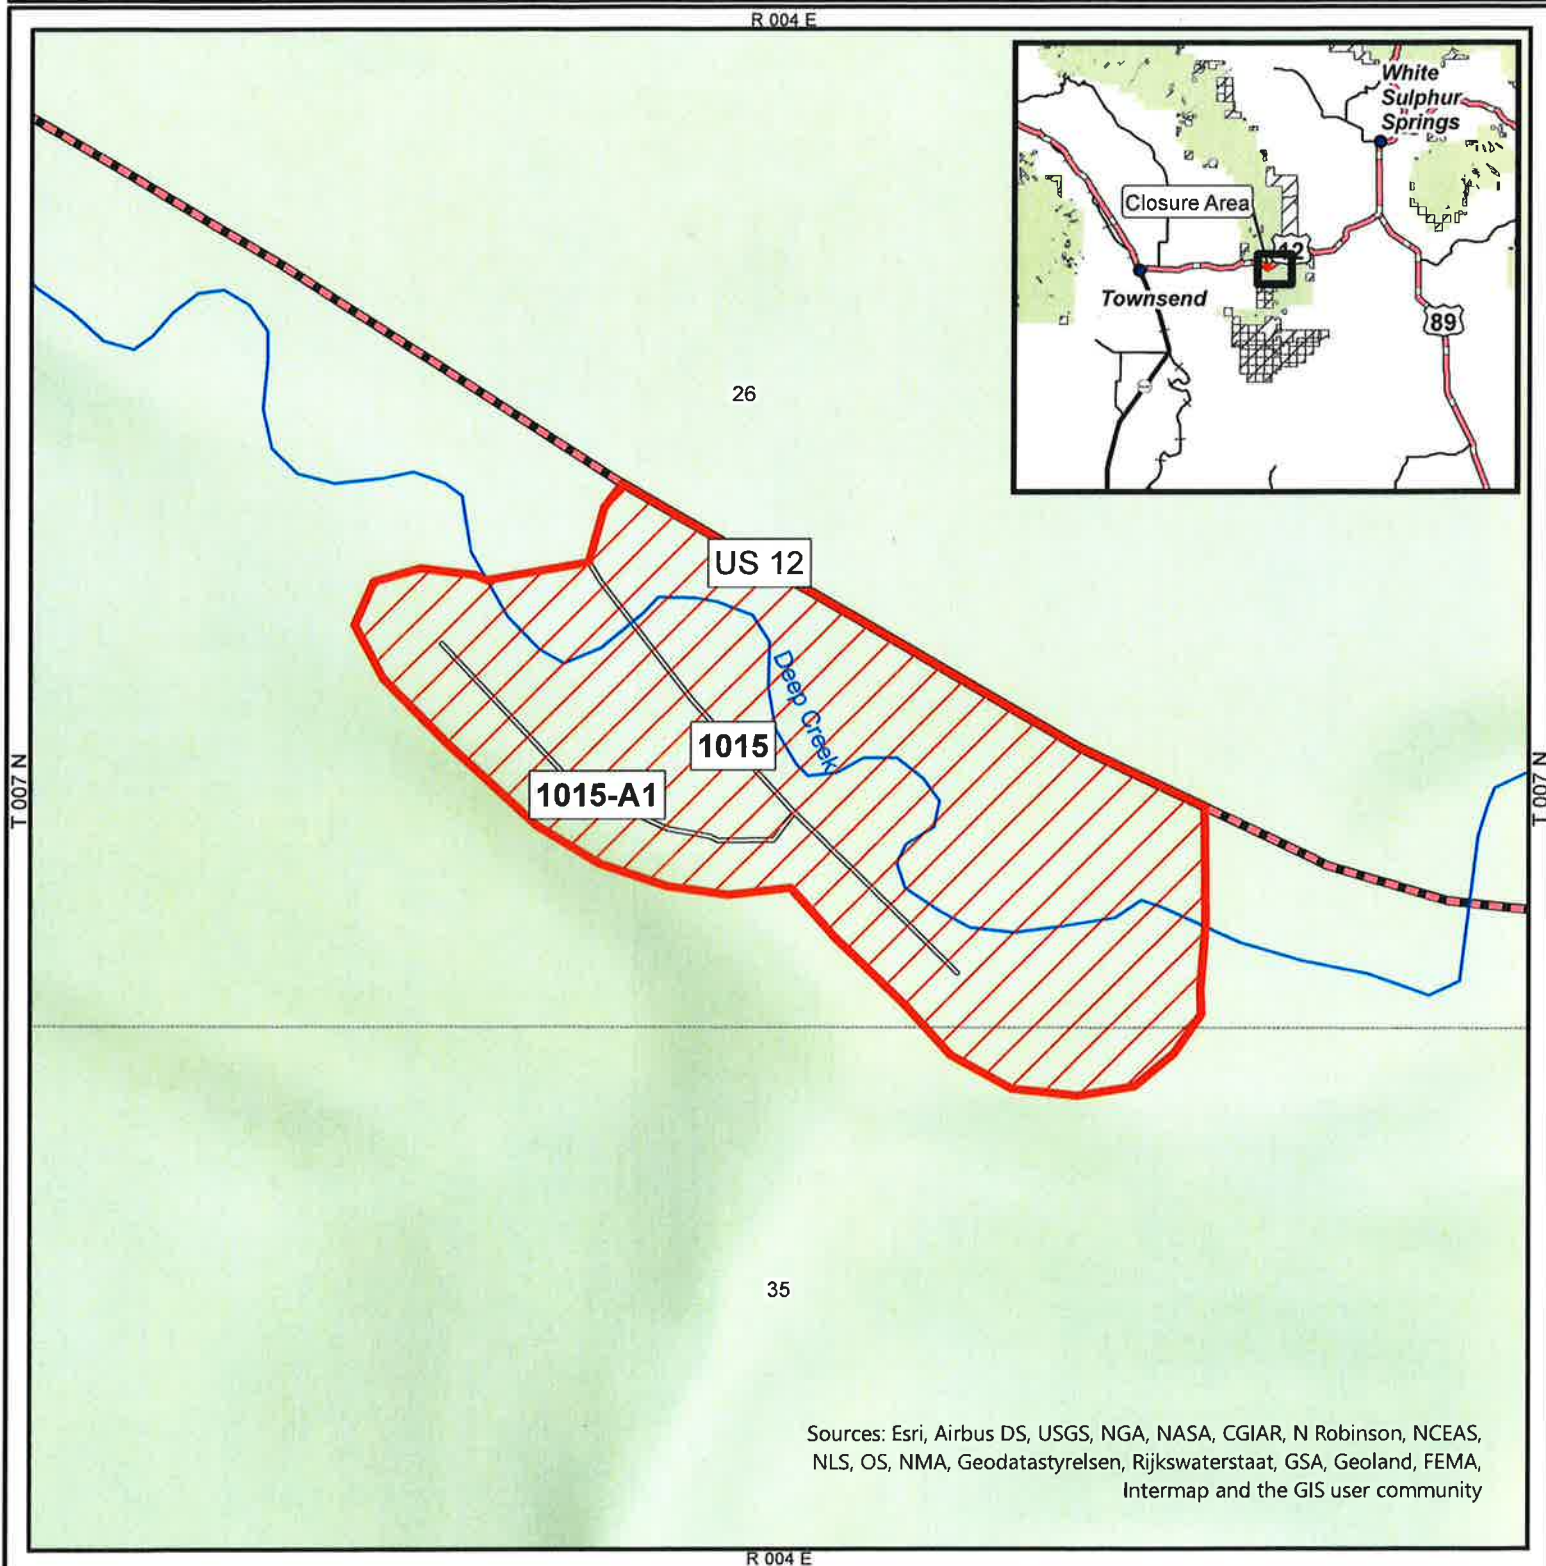 R 004 E
White
Sulphur
Springs
Closure Area
12
Townsend
89
26
US 12
Deep Creek
1015
1015-A1
T 007 N
T 007 N
35
Sources: Esri, Airbus DS, USGS, NGA, NASA, CGIAR, N Robinson, NCEAS,
NLS, OS, NMA, Geodatastyrelsen, Rijkswaterstaat, GSA, Geoland, FEMA,
Intermap and the GIS user community
R 004 E